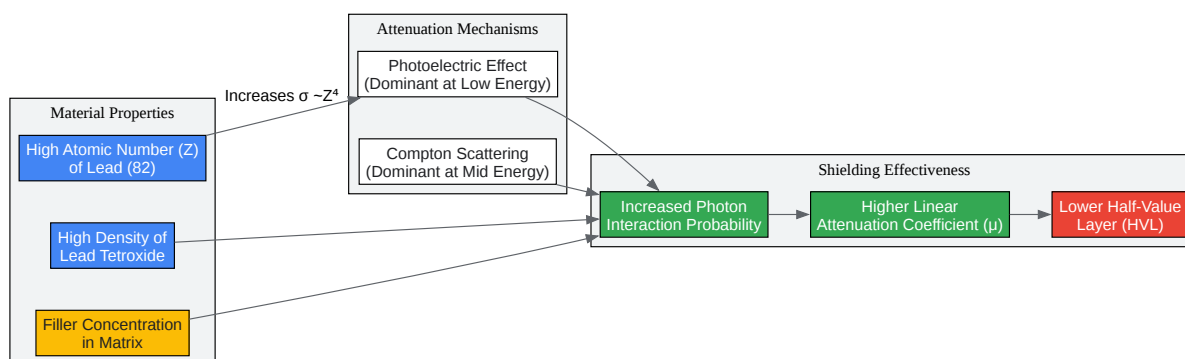 Material Properties
High Atomic Number (Z)
of Lead (82)
High Density of
Lead Tetroxide
Filler Concentration
in Matrix
Increases σ ~Z⁴
Attenuation Mechanisms
Photoelectric Effect
(Dominant at Low Energy)
Compton Scattering
(Dominant at Mid Energy)
Shielding Effectiveness
Increased Photon
Interaction Probability
Higher Linear
Attenuation Coefficient (μ)
Lower Half-Value
Layer (HVL)